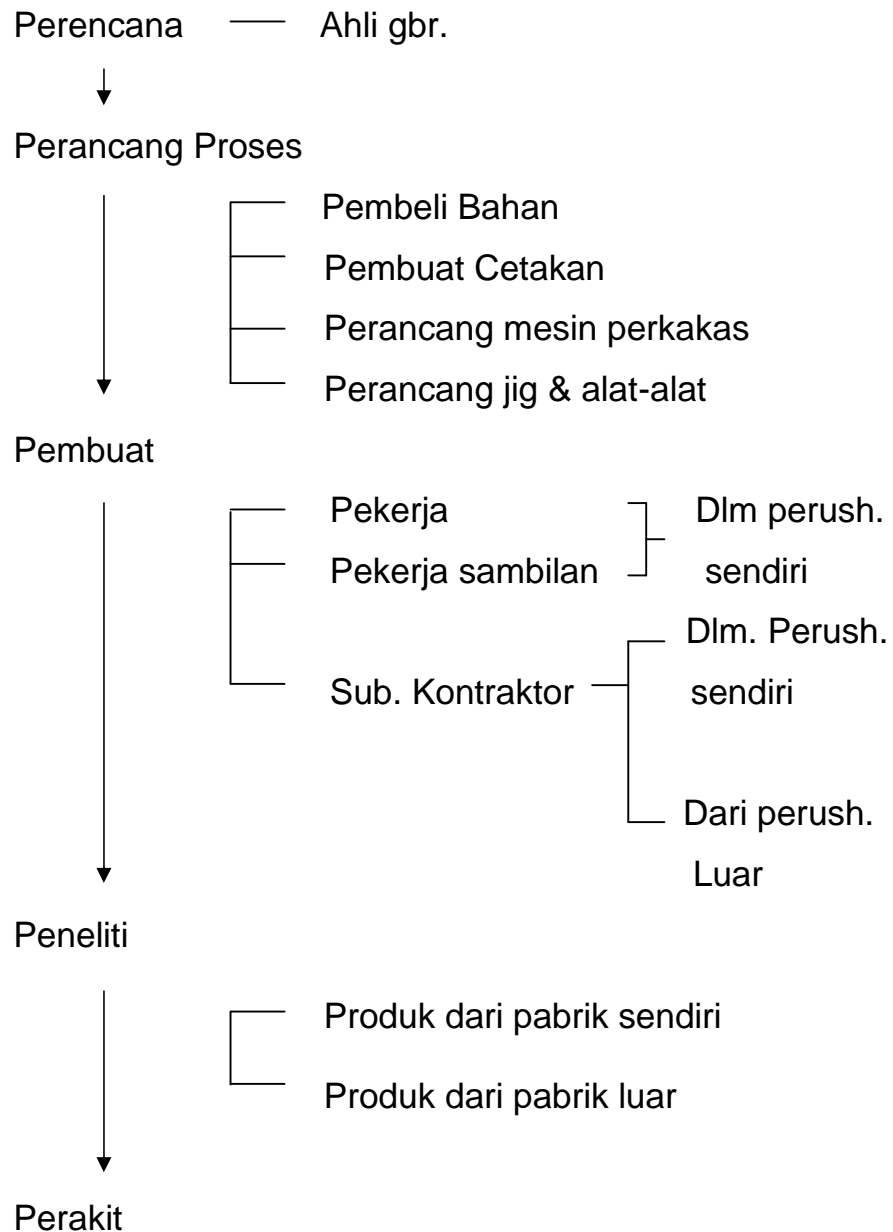 Perencana Ahli gbr.
Perancang Proses
Pembeli Bahan
Pembuat Cetakan
Perancang mesin perkakas
Perancang jig & alat-alat
Pembuat
Pekerja Dlm perush.
Pekerja sambilan sendiri
Dlm. Perush.
Sub. Kontraktor sendiri
Dari perush.
Luar
Peneliti
Produk dari pabrik sendiri
Produk dari pabrik luar
Perakit